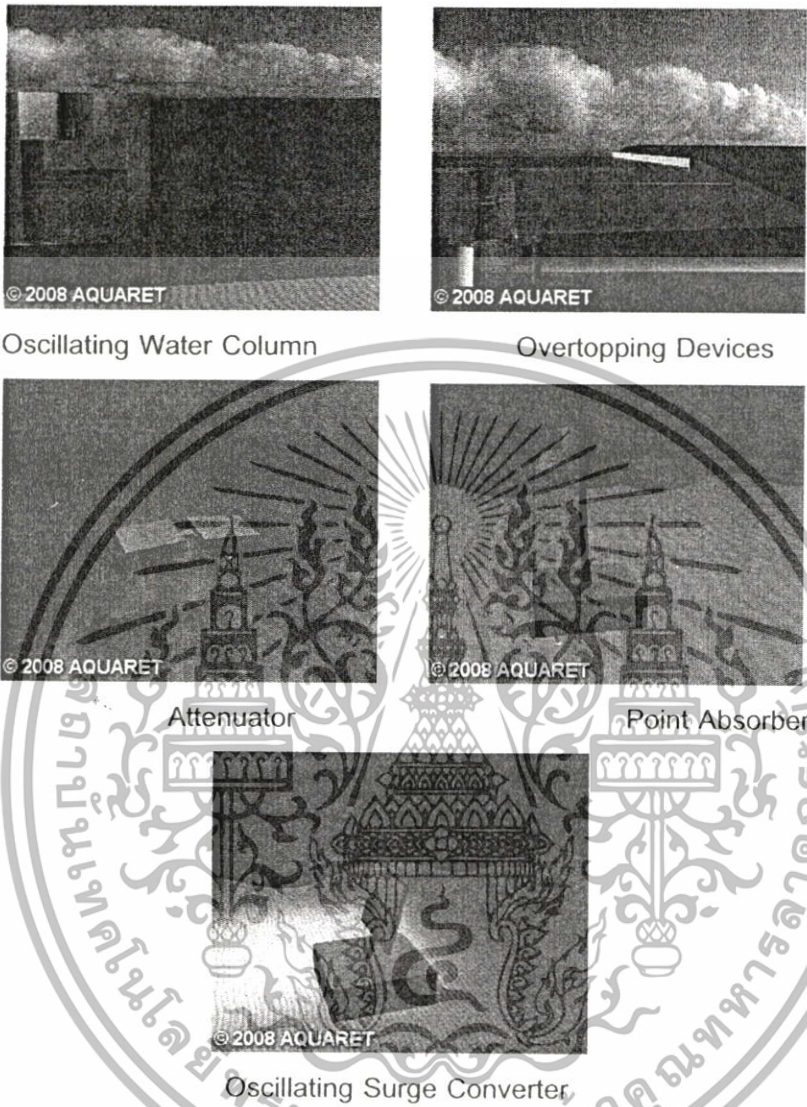 © 2008 AQUARET
© 2008 AQUARET
Oscillating Water Column
Overtopping Devices
© 2008 AQUARET
© 2008 AQUARET
Attenuator
Point Absorber
© 2008 AQUARET
Oscillating Surge Converter